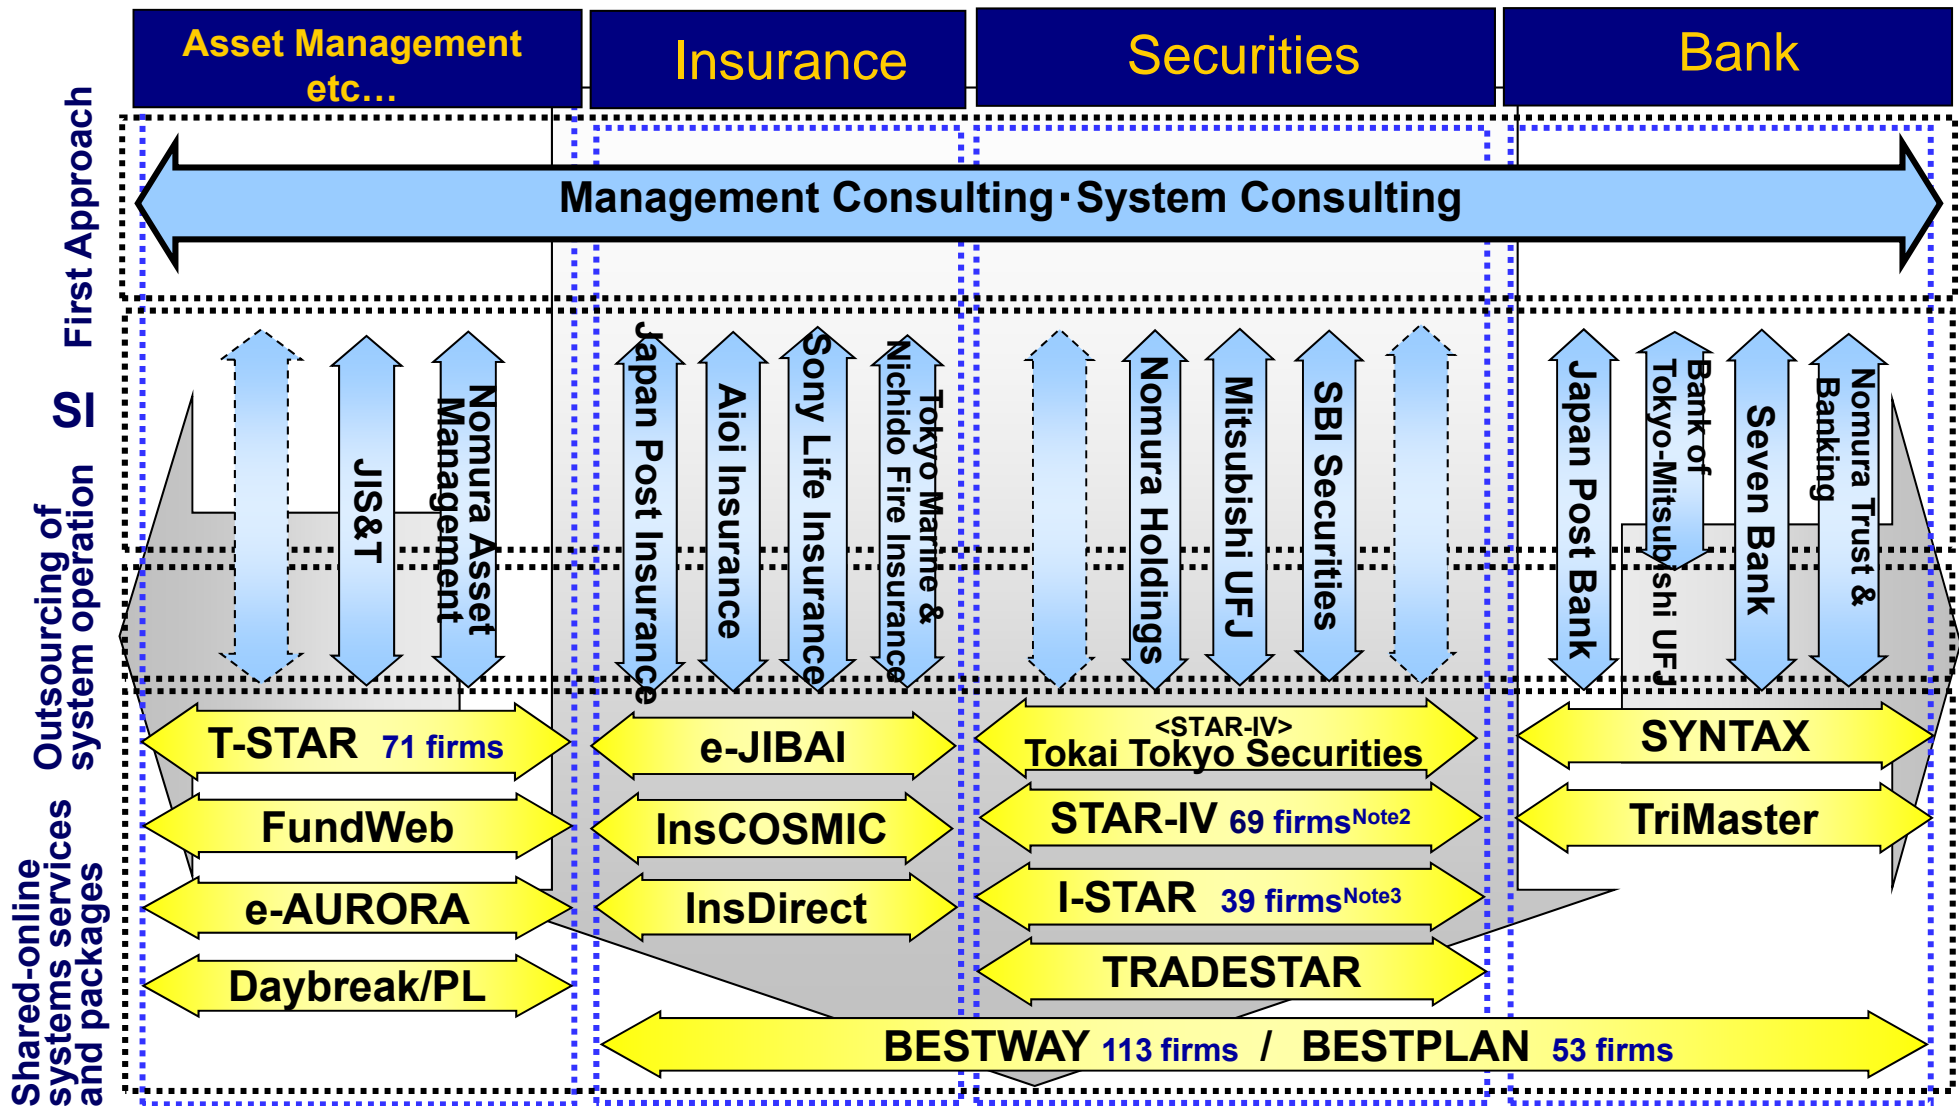 Asset Management
etc…
Insurance
Securities
Bank
First Approach
Management Consulting･System Consulting
SI
Outsourcing of
system operation
JIS&T
Nomura Asset
Management
Japan Post Insurance
Aioi Insurance
Sony Life Insurance
Tokyo Marine &
Nichido Fire Insurance
Nomura Holdings
Mitsubishi UFJ
SBI Securities
Japan Post Bank
Bank of
Tokyo-Mitsubishi UFJ
Seven Bank
Nomura Trust &
Banking
Shared-online
systems services
and packages
T-STAR 71 firms
e-JIBAI
<STAR-IV>
Tokai Tokyo Securities
SYNTAX
FundWeb
InsCOSMIC
STAR-IV 69 firmsNote2
TriMaster
e-AURORA
InsDirect
I-STAR 39 firmsNote3
Daybreak/PL
TRADESTAR
BESTWAY 113 firms / BESTPLAN 53 firms